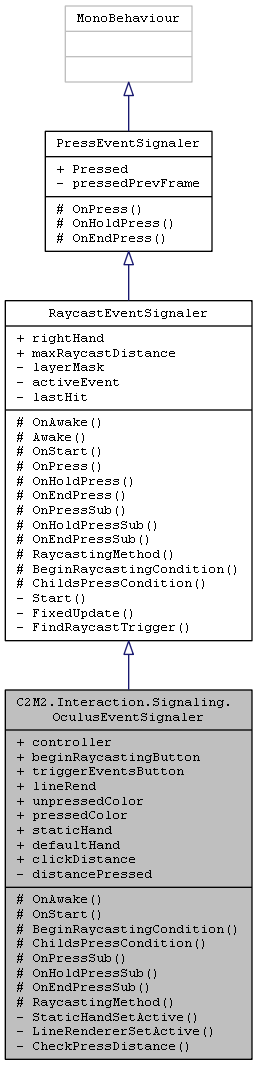 MonoBehaviour
PressEventSignaler
+ Pressed
- pressedPrevFrame
# OnPress()
# OnHoldPress()
# OnEndPress()
RaycastEventSignaler
+ rightHand
+ maxRaycastDistance
- layerMask
- activeEvent
- lastHit
# OnAwake()
# Awake()
# OnStart()
# OnPress()
# OnHoldPress()
# OnEndPress()
# OnPressSub()
# OnHoldPressSub()
# OnEndPressSub()
# RaycastingMethod()
# BeginRaycastingCondition()
# ChildsPressCondition()
- Start()
- FixedUpdate()
- FindRaycastTrigger()
C2M2.Interaction.Signaling.
OculusEventSignaler
+ controller
+ beginRaycastingButton
+ triggerEventsButton
+ lineRend
+ unpressedColor
+ pressedColor
+ staticHand
+ defaultHand
+ clickDistance
- distancePressed
# OnAwake()
# OnStart()
# BeginRaycastingCondition()
# ChildsPressCondition()
# OnPressSub()
# OnHoldPressSub()
# OnEndPressSub()
# RaycastingMethod()
- StaticHandSetActive()
- LineRendererSetActive()
- CheckPressDistance()